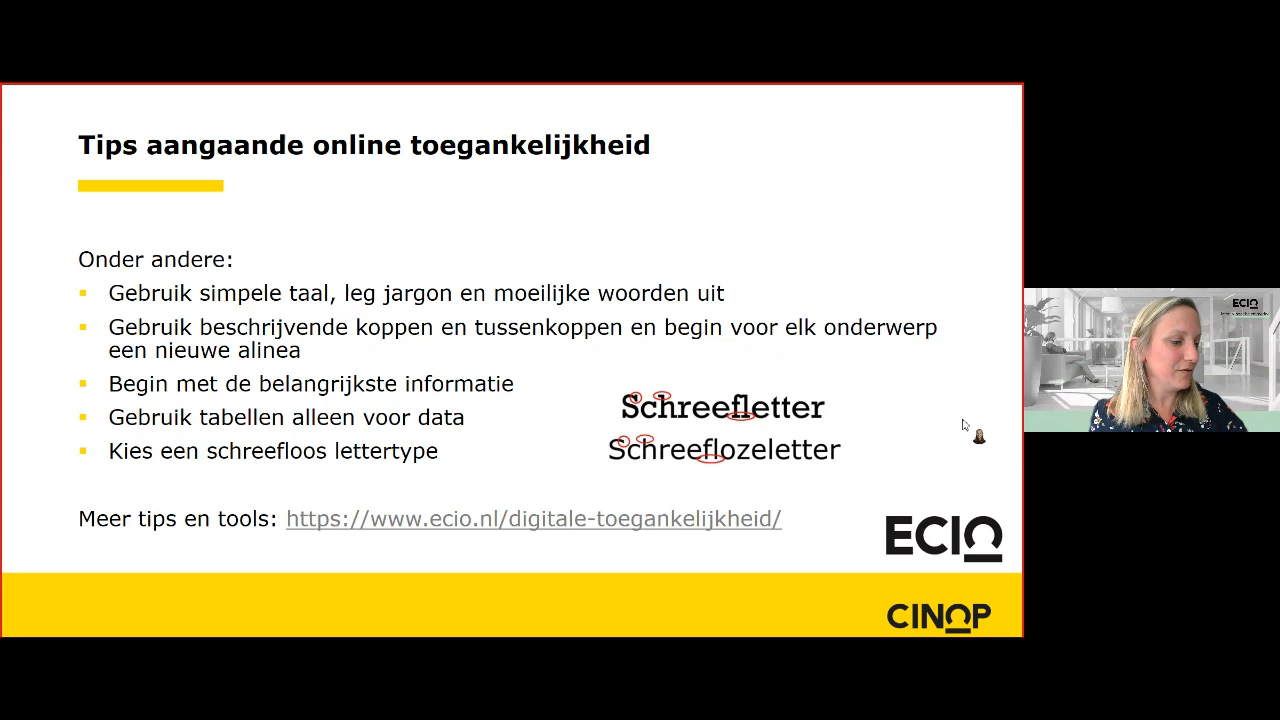 Tips aangaande online toegankelijkheid
Onder andere:
Gebruik simpele taal, leg jargon en moeilijke woorden uit
Gebruik beschrijvende koppen en tussenkoppen en begin voor elk onderwerp
een nieuwe alinea
Begin met de belangrijkste informatie
Gebruik tabellen alleen voor data
Kies een schreefloos lettertype
Schreefletter
Schreeflozeletter
Meer tips en tools: https://www.ecio.nl/digitale-toegankelijkheid/
ECIO
CINOP
ECIO